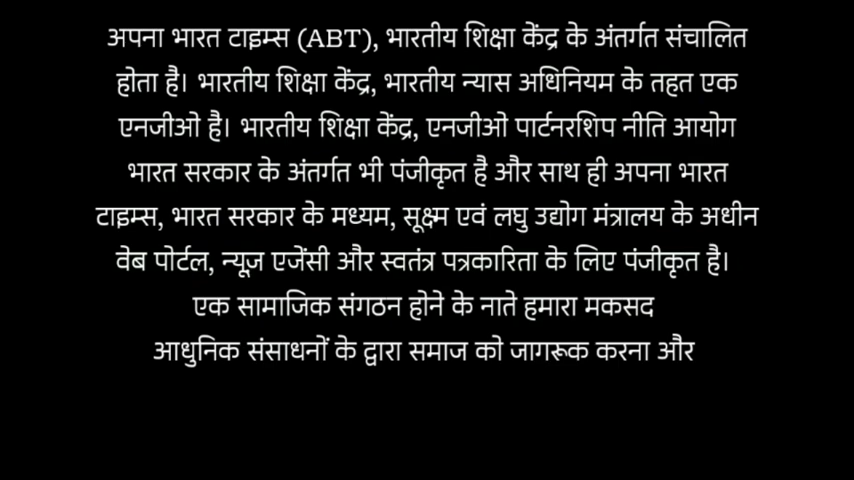 अपना भारत टाइम्स (ABT), भारतीय शिक्षा केंद्र के अंतर्गत संचालित
होता है। भारतीय शिक्षा केंद्र, भारतीय न्यास अधिनियम के तहत एक
एनजीओ है। भारतीय शिक्षा केंद्र, एनजीओ पार्टनरशिप नीति आयोग
भारत सरकार के अंतर्गत भी पंजीकृत है और साथ ही अपना भारत
टाइम्स, भारत सरकार के मध्यम, सूक्ष्म एवं लघु उद्योग मंत्रालय के अधीन
वेब पोर्टल, न्यूज़ एजेंसी और स्वतंत्र पत्रकारिता के लिए पंजीकृत है।
एक सामाजिक संगठन होने के नाते हमारा मकसद
आधुनिक संसाधनों के द्वारा समाज को जागरूक करना और